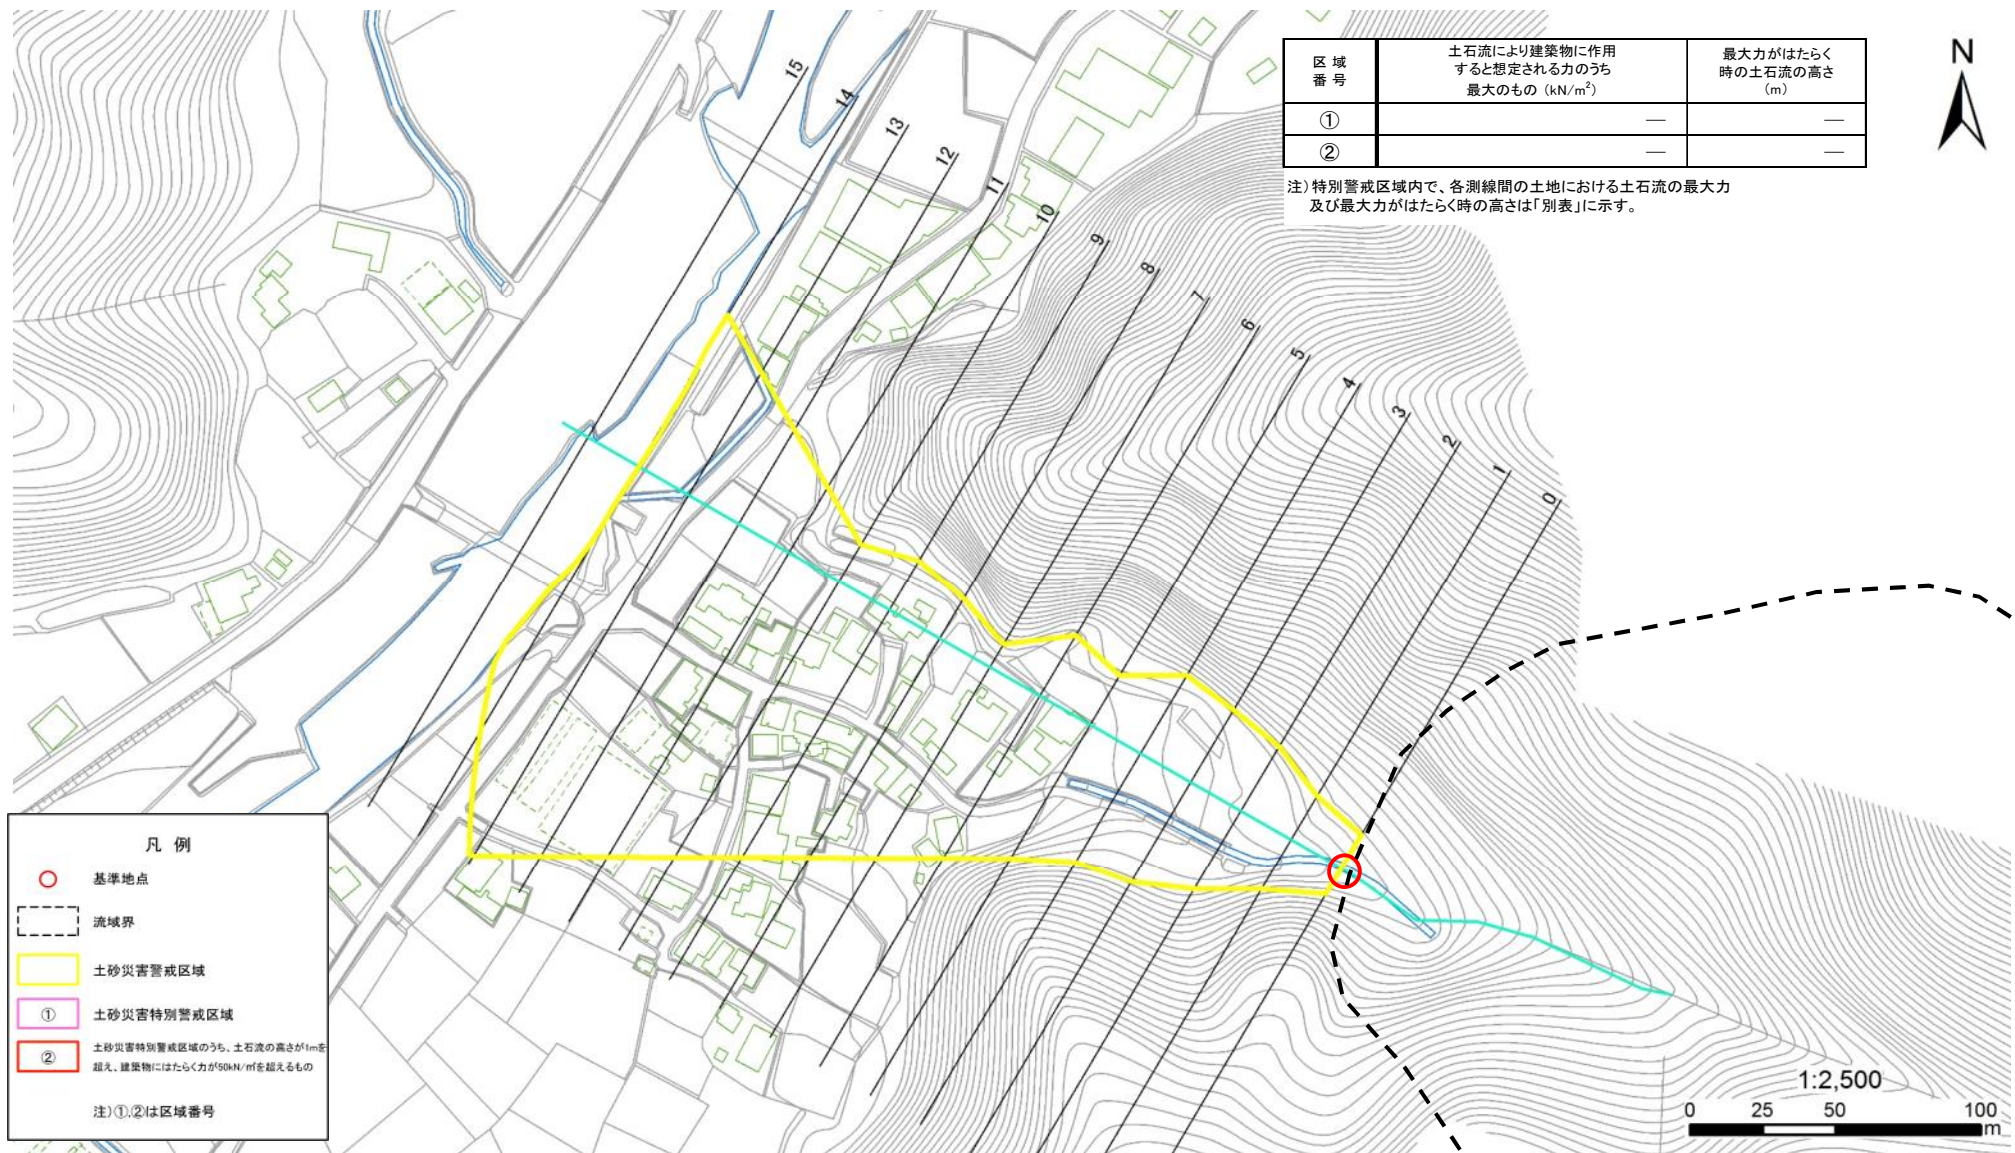 区 域
番 号
土石流により建築物に作用
すると想定される力のうち
最大のもの (kN/m²)
最大力がはたらく
時の土石流の高さ
(m)
① — —
② — —
注)特別警戒区域内で、各測線間の土地における土石流の最大力
及び最大力がはたらく時の高さは「別表」に示す。
N
15
14
13
12
11
10
9
8
7
6
5
4
3
2
1
0
凡 例
基準地点
流域界
土砂災害警戒区域
① 土砂災害特別警戒区域
② 土砂災害特別警戒区域のうち、土石流の高さが1mを
超え、建築物にはたらく力が50kN/㎡を超えるもの
注)①,②は区域番号
1:2,500
0 25 50 100
m